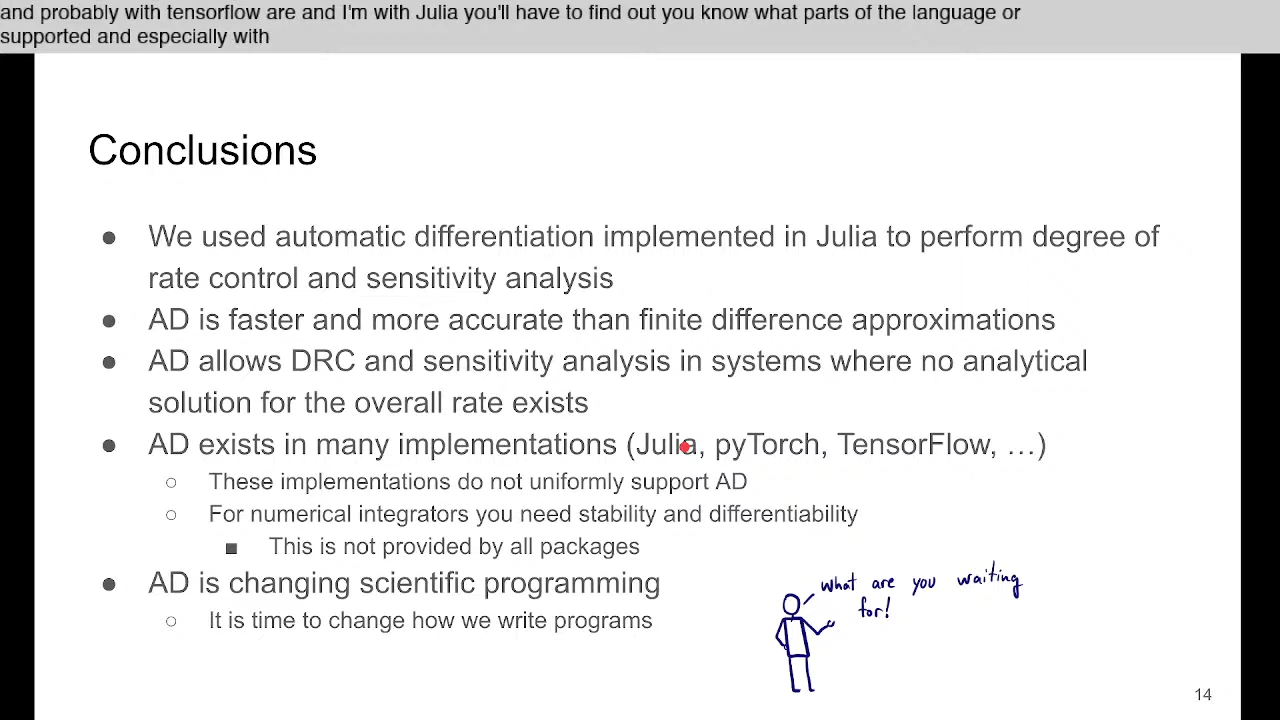 and probably with tensorflow are and I'm with Julia you'll have to find out you know what parts of the language or
supported and especially with
Conclusions
● We used automatic differentiation implemented in Julia to perform degree of
rate control and sensitivity analysis
● AD is faster and more accurate than finite difference approximations
● AD allows DRC and sensitivity analysis in systems where no analytical
solution for the overall rate exists
● AD exists in many implementations (Julia, pyTorch, TensorFlow, …)
○ These implementations do not uniformly support AD
○ For numerical integrators you need stability and differentiability
■ This is not provided by all packages
● AD is changing scientific programming
○ It is time to change how we write programs
what are you waiting
for!
14